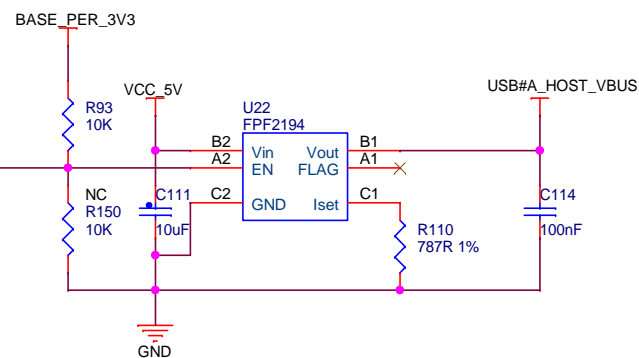 BASE_PER_3V3
VCC_5V
USB#A_HOST_VBUS
R93
10K
U22
FPF2194
B2
Vin
Vout
B1
A2
EN
FLAG
A1
NC
R150
10K
C111
10uF
C2
GND
Iset
C1
C114
100nF
R110
787R 1%
GND